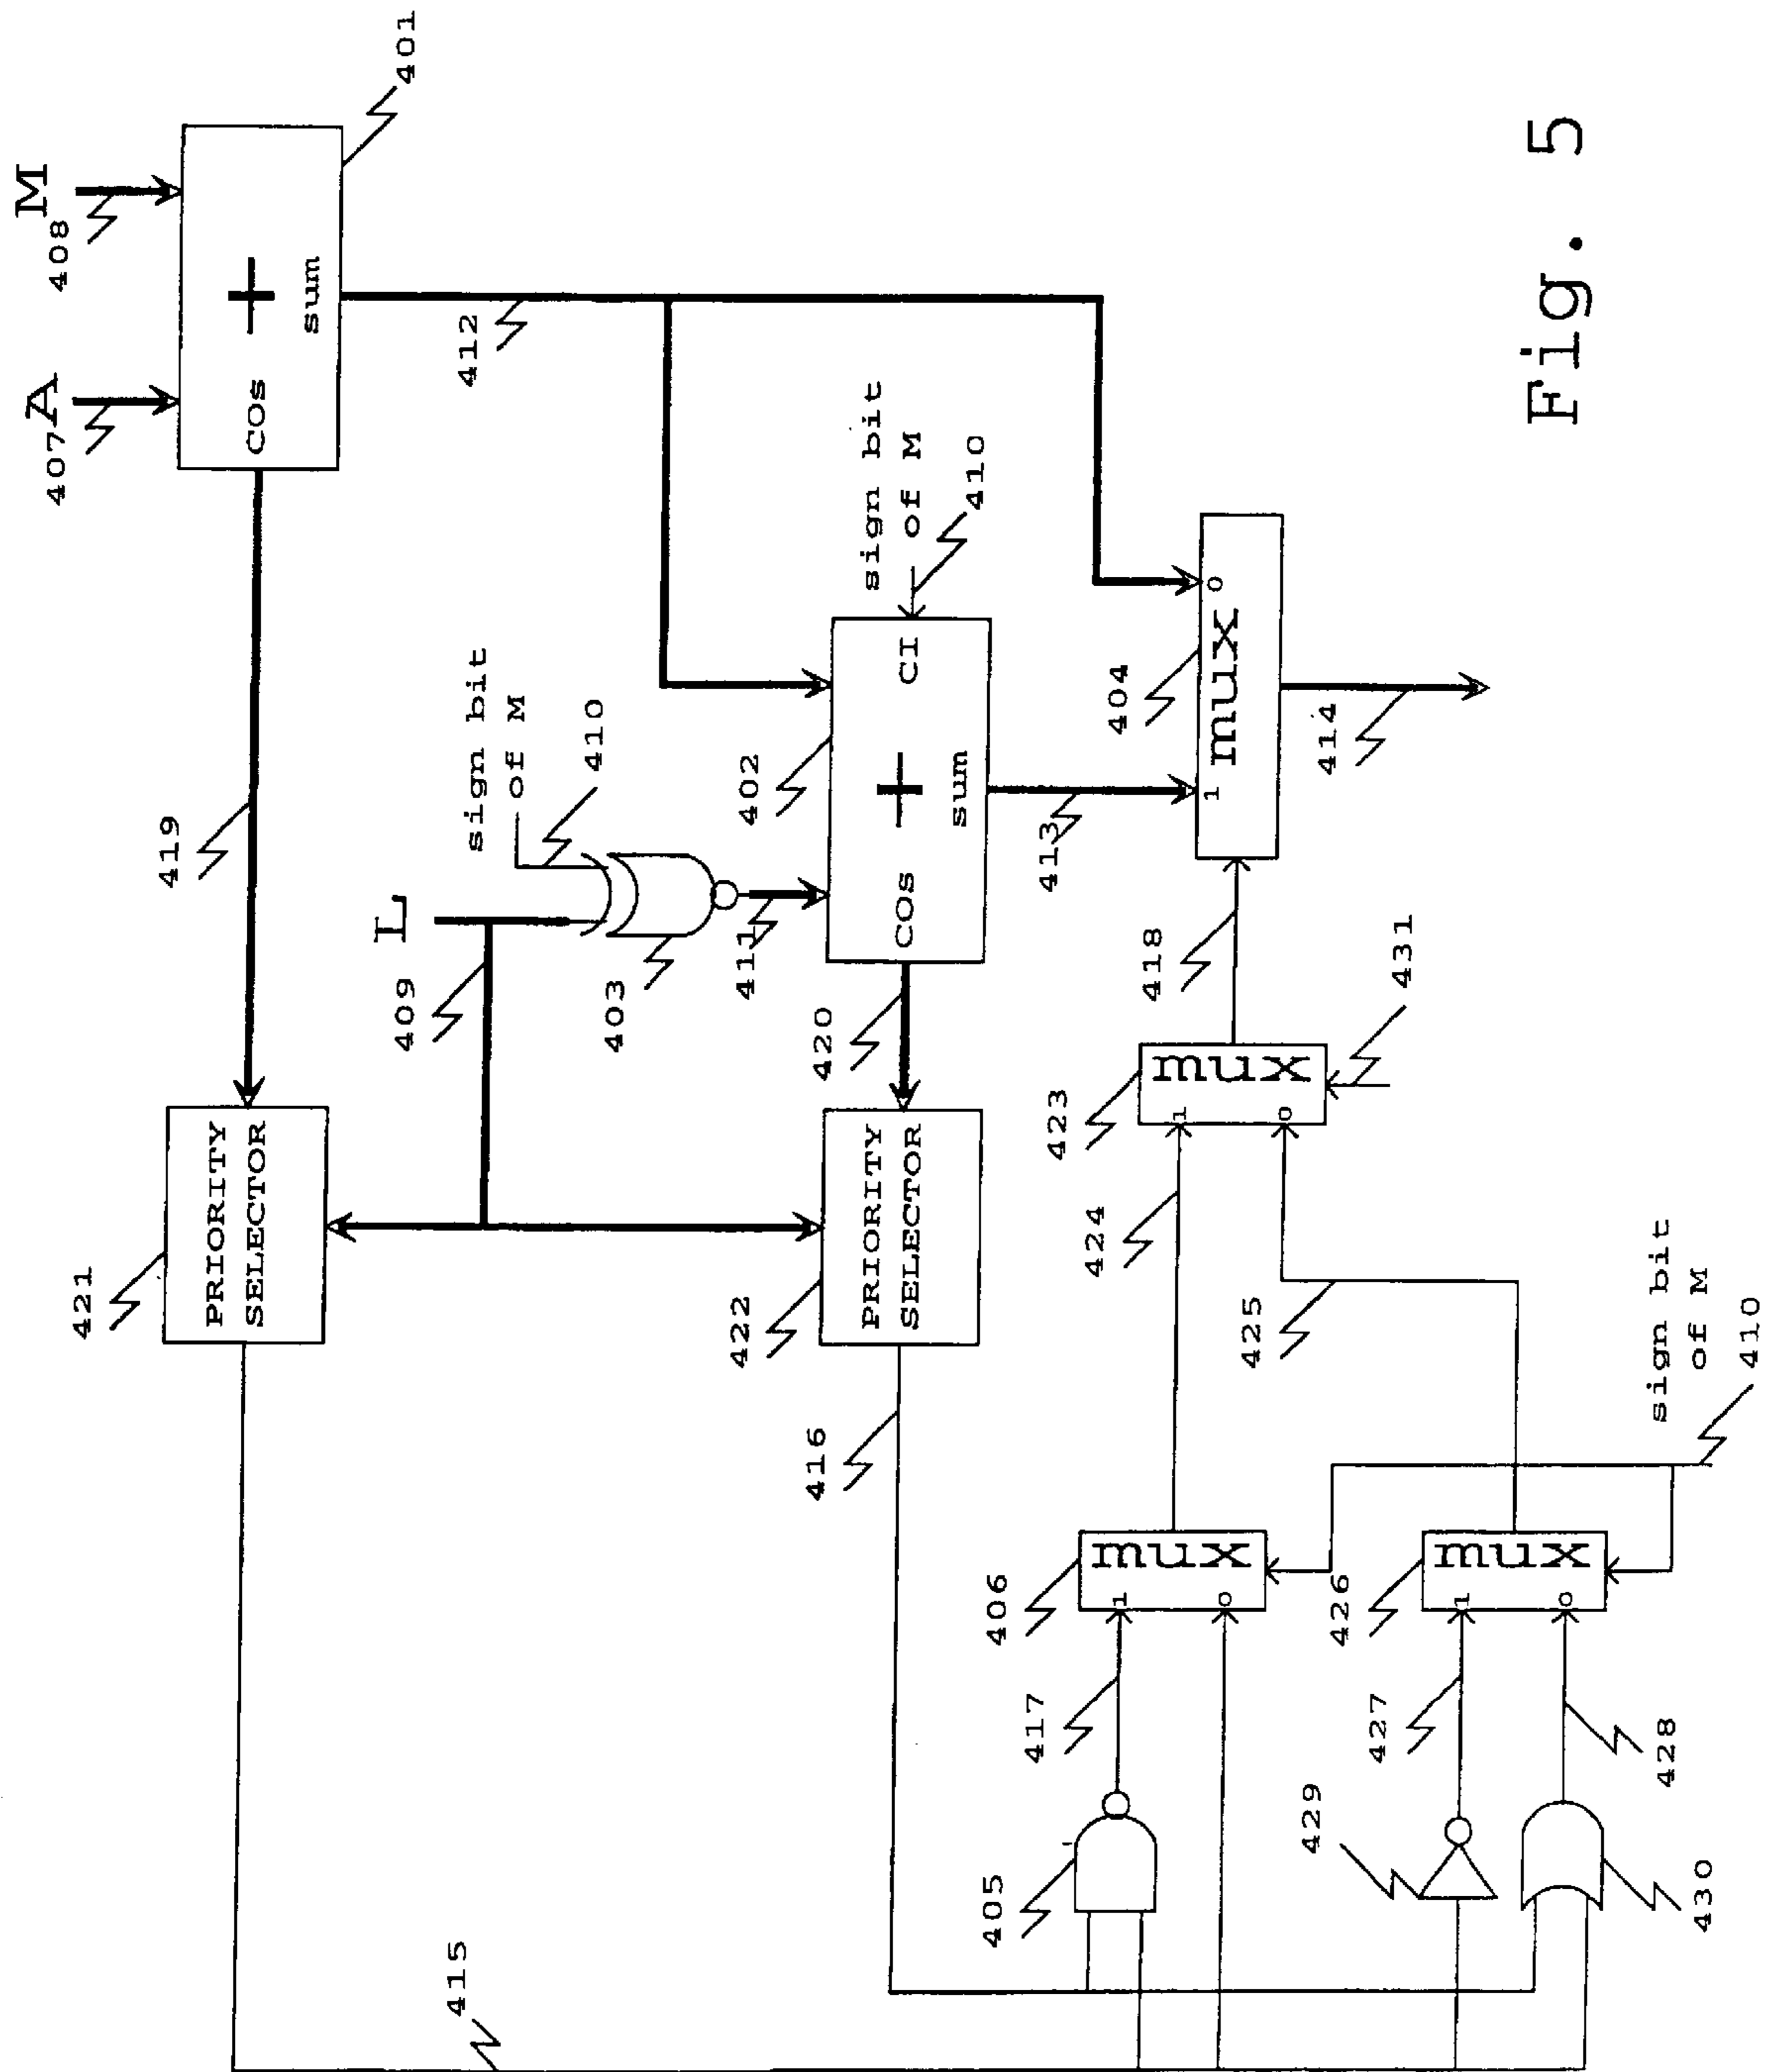 M
408
A
407
+
COs
sum
401
412
419
sign bit
of M
410
L
409
403
411
sign bit
of M
410
402
+
COs
CI
sum
420
413
404
mux
1
0
414
421
PRIORITY
SELECTOR
422
PRIORITY
SELECTOR
418
423
mux
1
0
431
424
425
416
415
406
mux
1
0
426
mux
1
0
sign bit
of M
410
417
405
427
428
429
430
Fig. 5